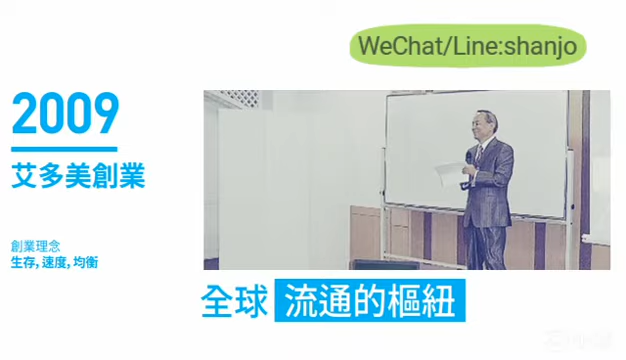 WeChat/Line:shanjo
2009
艾多美創業
創業理念
生存, 速度, 均衡
全球 流通的樞紐